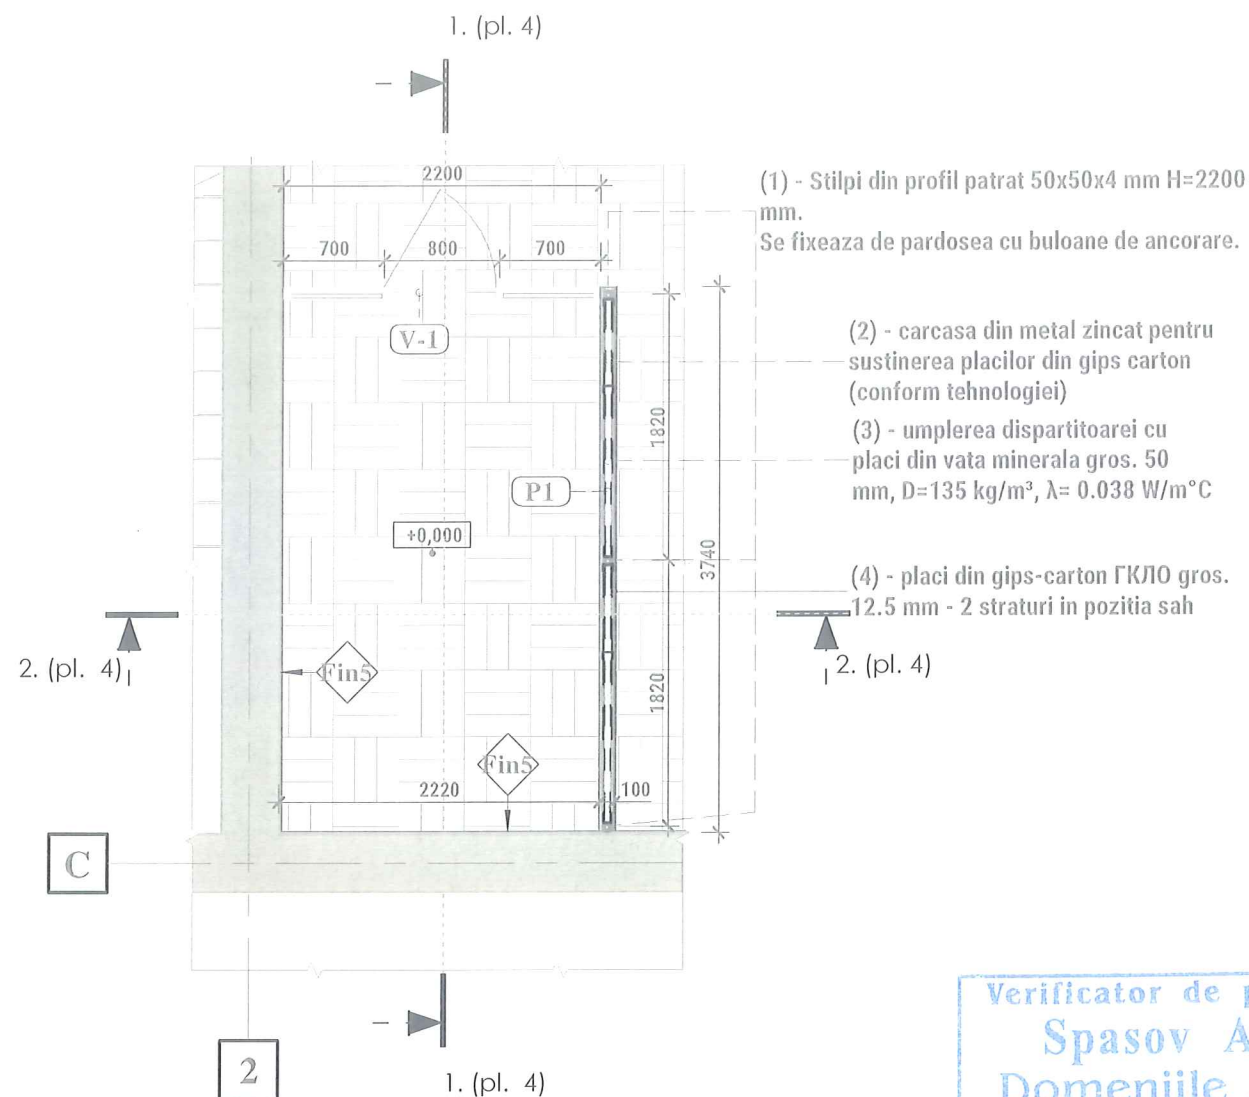 1. (pl. 4)
2200
(1) - Stilpi din profil patrat 50x50x4 mm H=2200
mm.
Se fixeaza de pardosea cu buloane de ancorare.
700
800
700
V-1
(2) - carcasa din metal zincat pentru
sustinerea placilor din gips carton
(conform tehnologiei)
1820
(3) - umplerea dispartitoarei cu
placi din vata minerala gros. 50
mm, D=135 kg/m³, λ= 0.038 W/m°C
P1
+0,000
3740
(4) - placi din gips-carton ГКЛО gros.
12.5 mm - 2 straturi in pozitia sah
2. (pl. 4)
2. (pl. 4)
Fin5
1820
Fin5
2220
100
C
2
1. (pl. 4)
Verificator de p
Spasov A
Domeniile